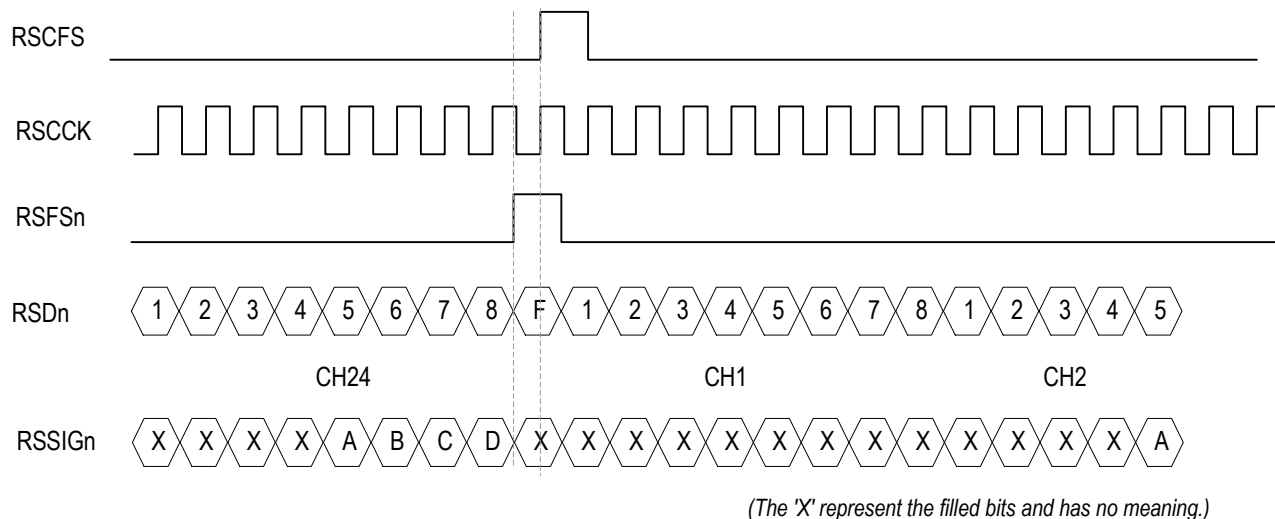 RSCFS
RSCCK
RSFSn
RSDn 1 2 3 4 5 6 7 8 F 1 2 3 4 5 6 7 8 1 2 3 4 5
CH24 CH1 CH2
RSSIGn X X X X A B C D X X X X X X X X X X X X X A
(The 'X' represent the filled bits and has no meaning.)